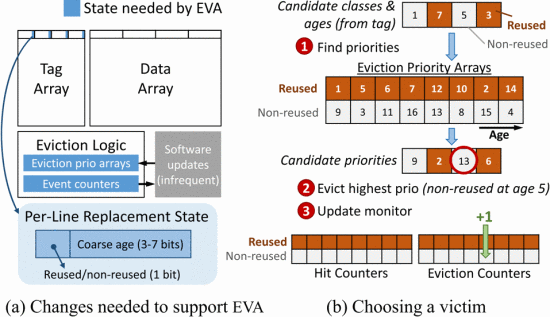 State needed by EVA
Tag
Array
Data
Array
Eviction Logic
Eviction prio arrays
Event counters
Software
updates
(infrequent)
Per-Line Replacement State
Coarse age (3-7 bits)
Reused/non-reused (1 bit)
(a) Changes needed to support EVA
Candidate classes &
ages (from tag)
1 7 5 3
Reused
Non-reused
1 Find priorities
Eviction Priority Arrays
Reused 1 5 6 7 12 10 2 14
Non-reused 9 3 11 16 13 8 15 4
Age
Candidate priorities 9 2 13 6
2 Evict highest prio (non-reused at age 5)
3 Update monitor
+1
Reused
Non-reused
Hit Counters
Eviction Counters
(b) Choosing a victim